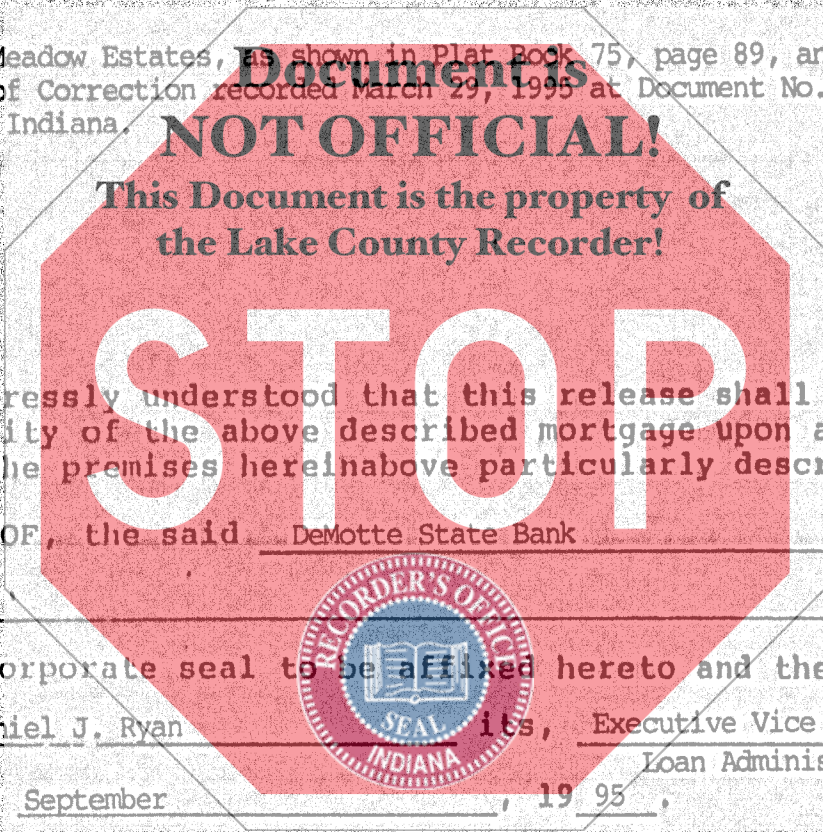 Meadow Estates, as shown in Plat Book 75, page 89, an
Document is
of Correction recorded March 29, 1995 at Document No.
Indiana.
NOT OFFICIAL!
This Document is the property of
the Lake County Recorder!
STOP
ressly understood that this release shall
ity of the above described mortgage upon a
he premises hereinabove particularly descr
OF, the said DeMotte State Bank
RECORDER'S OFFICE
orporate seal to be affixed hereto and the
SEAL
niel J. Ryan its, Executive Vice
INDIANA
Loan Adminis
September , 19 95 .